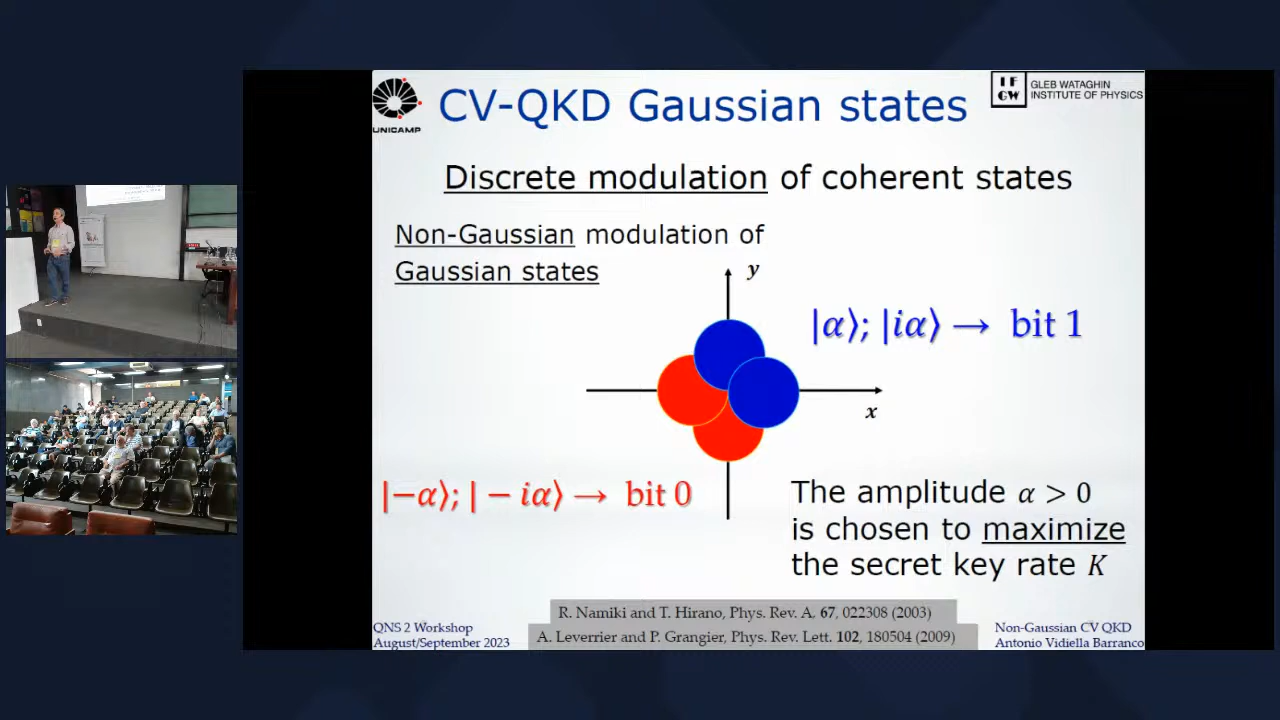 UNICAMP
CV-QKD Gaussian states
IF
GW
GLEB WATAGHIN
INSTITUTE OF PHYSICS
Discrete modulation of coherent states
Non-Gaussian modulation of
Gaussian states
y
|α⟩; |iα⟩ → bit 1
x
|−α⟩; |− iα⟩ → bit 0
The amplitude α > 0
is chosen to maximize
the secret key rate K
R. Namiki and T. Hirano, Phys. Rev. A, 67, 022308 (2003)
A. Leverrier and P. Grangier, Phys. Rev. Lett. 102, 180504 (2009)
QNS 2 Workshop
August/September 2023
Non-Gaussian CV QKD
Antonio Vidiella Barranco